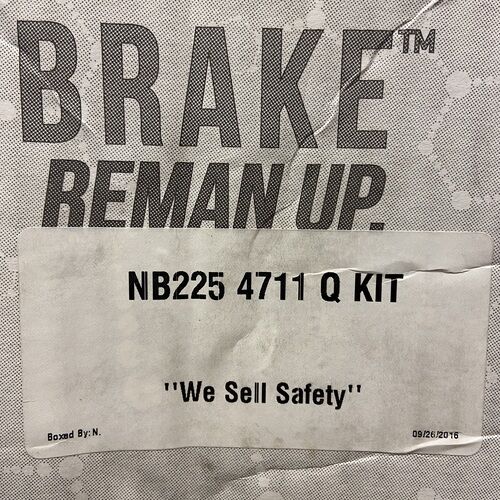 BRAKE™
REMAN UP.
NB225 4711 Q KIT
"We Sell Safety"
Boxed By: N.
09/26/2016